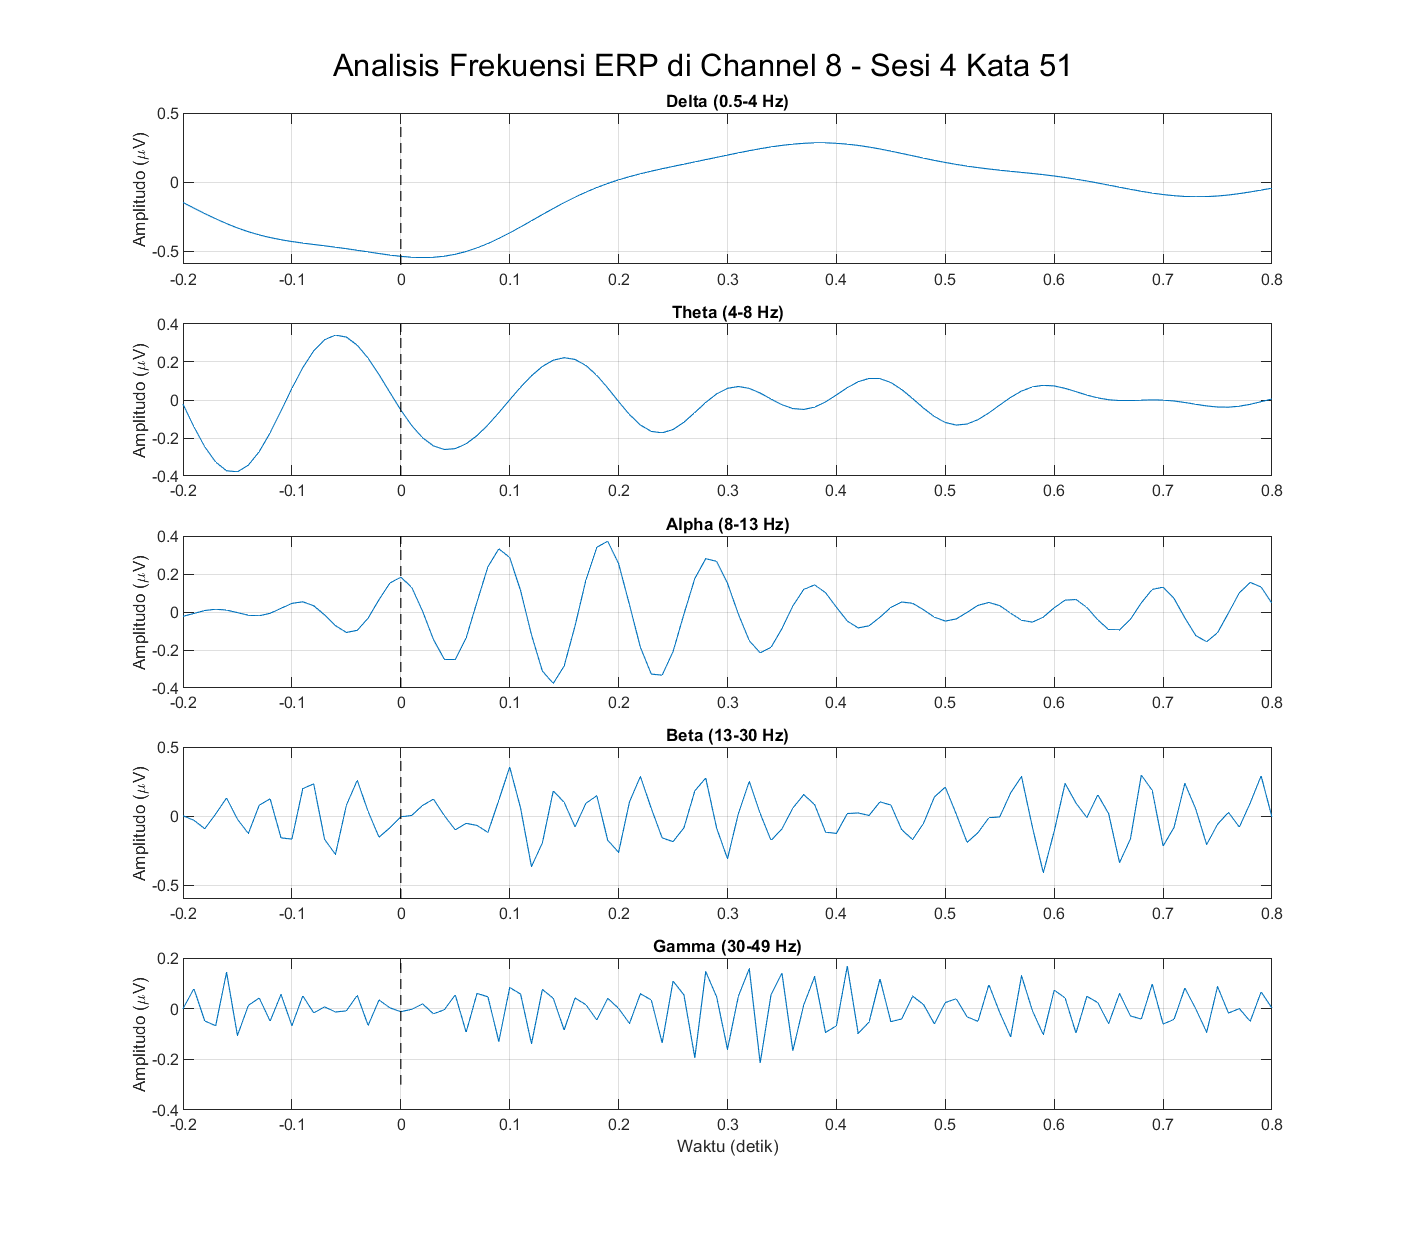 Analisis Frekuensi ERP di Channel 8 - Sesi 4 Kata 51
Delta (0.5-4 Hz)
Amplitudo (μV)
0.5
0
-0.5
-0.2 -0.1 0 0.1 0.2 0.3 0.4 0.5 0.6 0.7 0.8
Theta (4-8 Hz)
Amplitudo (μV)
0.4
0.2
0
-0.2
-0.4
-0.2 -0.1 0 0.1 0.2 0.3 0.4 0.5 0.6 0.7 0.8
Alpha (8-13 Hz)
Amplitudo (μV)
0.4
0.2
0
-0.2
-0.4
-0.2 -0.1 0 0.1 0.2 0.3 0.4 0.5 0.6 0.7 0.8
Beta (13-30 Hz)
Amplitudo (μV)
0.5
0
-0.5
-0.2 -0.1 0 0.1 0.2 0.3 0.4 0.5 0.6 0.7 0.8
Gamma (30-49 Hz)
Amplitudo (μV)
0.2
0
-0.2
-0.4
-0.2 -0.1 0 0.1 0.2 0.3 0.4 0.5 0.6 0.7 0.8
Waktu (detik)